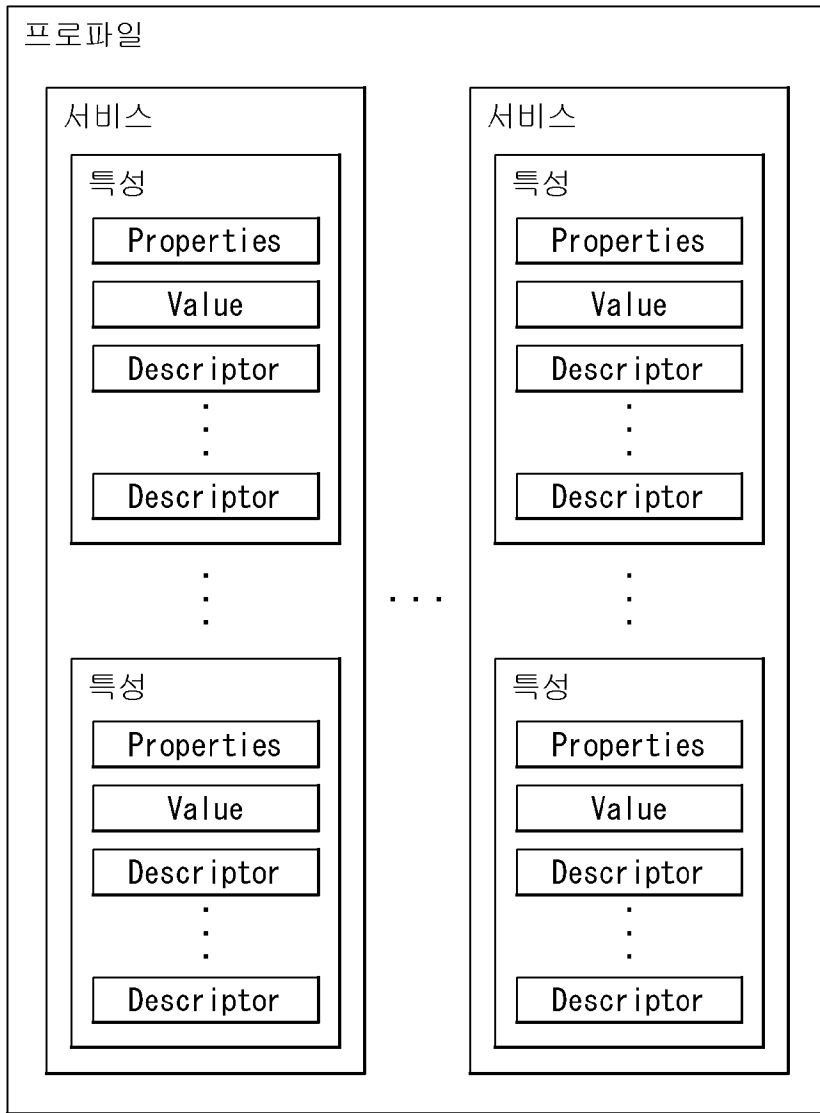 프로파일
서비스
특성
Properties
Value
Descriptor
Descriptor
특성
Properties
Value
Descriptor
Descriptor
서비스
특성
Properties
Value
Descriptor
Descriptor
특성
Properties
Value
Descriptor
Descriptor